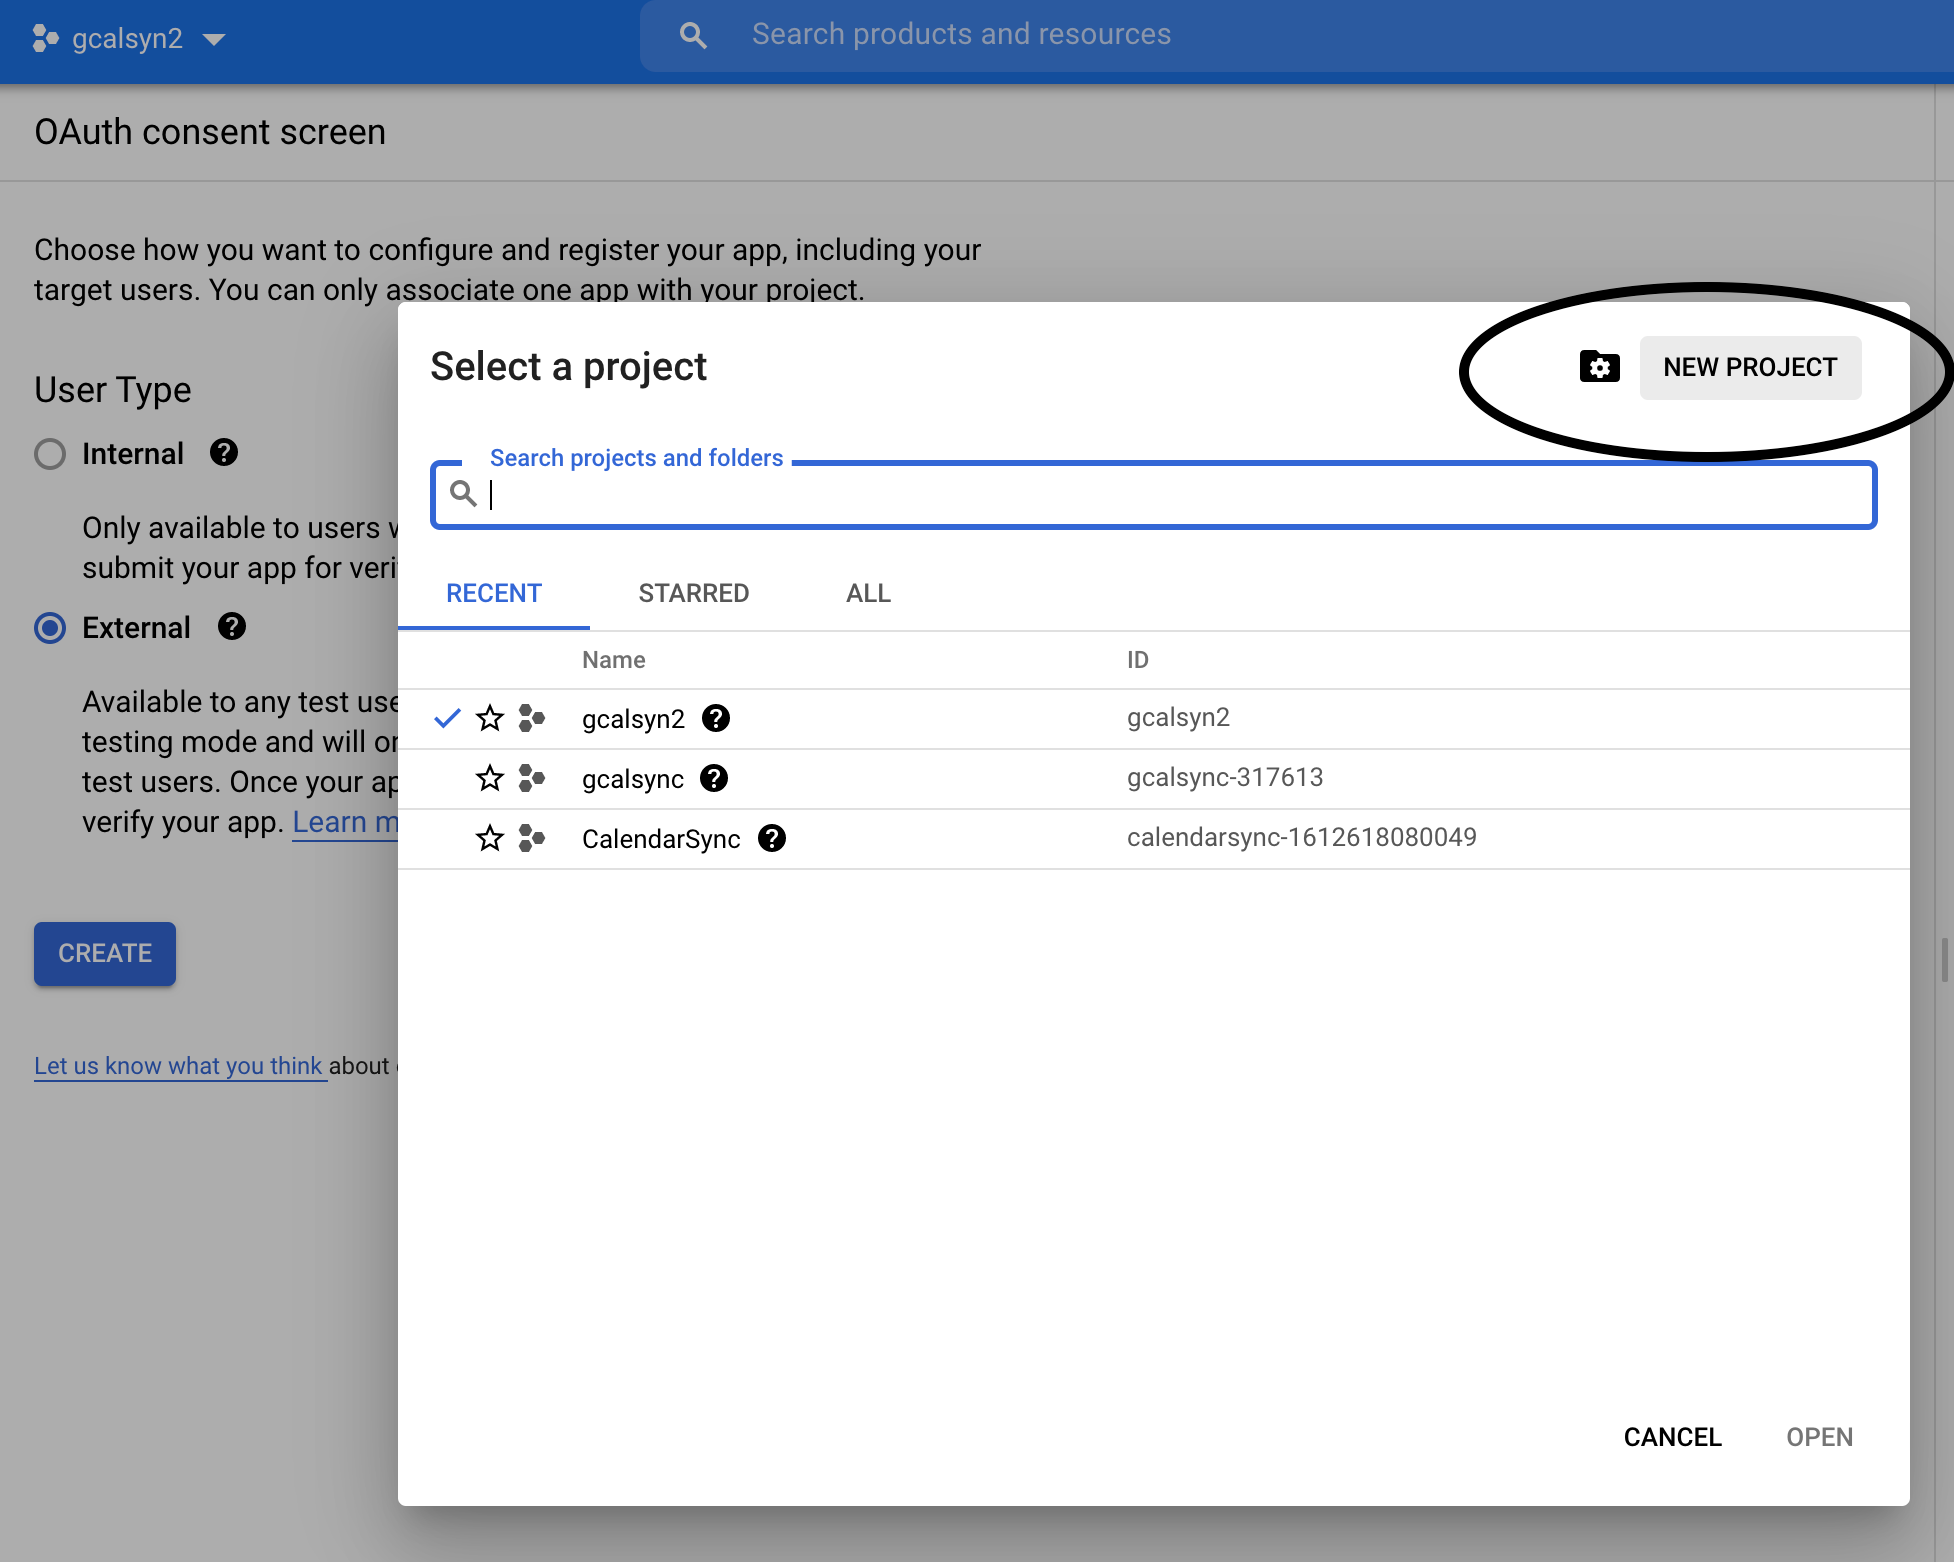 gcalsyn2
Search products and resources
OAuth consent screen
Choose how you want to configure and register your app, including your
target users. You can only associate one app with your project.
User Type
Internal
Only available to users
submit your app for
External
Available to any test
testing mode and will
test users. Once your
verify your app. Learn
CREATE
Let us know what you think about
Select a project
NEW PROJECT
Search projects and folders
RECENT STARRED ALL
Name ID
gcalsyn2 gcalsyn2
gcalsync gcalsync-317613
CalendarSync calendarsync-1612618080049
CANCEL OPEN